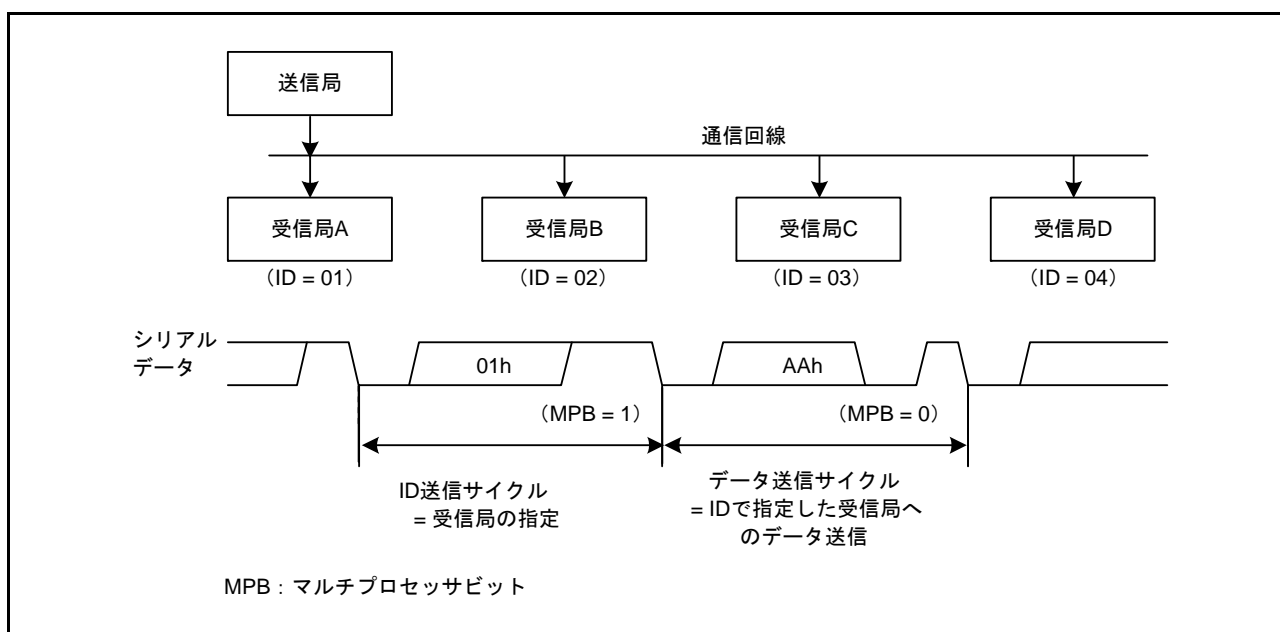 送信局
通信回線
受信局A
受信局B
受信局C
受信局D
（ID = 01）
（ID = 02）
（ID = 03）
（ID = 04）
シリアル
データ
01h
AAh
（MPB = 1）
（MPB = 0）
ID送信サイクル
= 受信局の指定
データ送信サイクル
= IDで指定した受信局へ
のデータ送信
MPB：マルチプロセッサビット